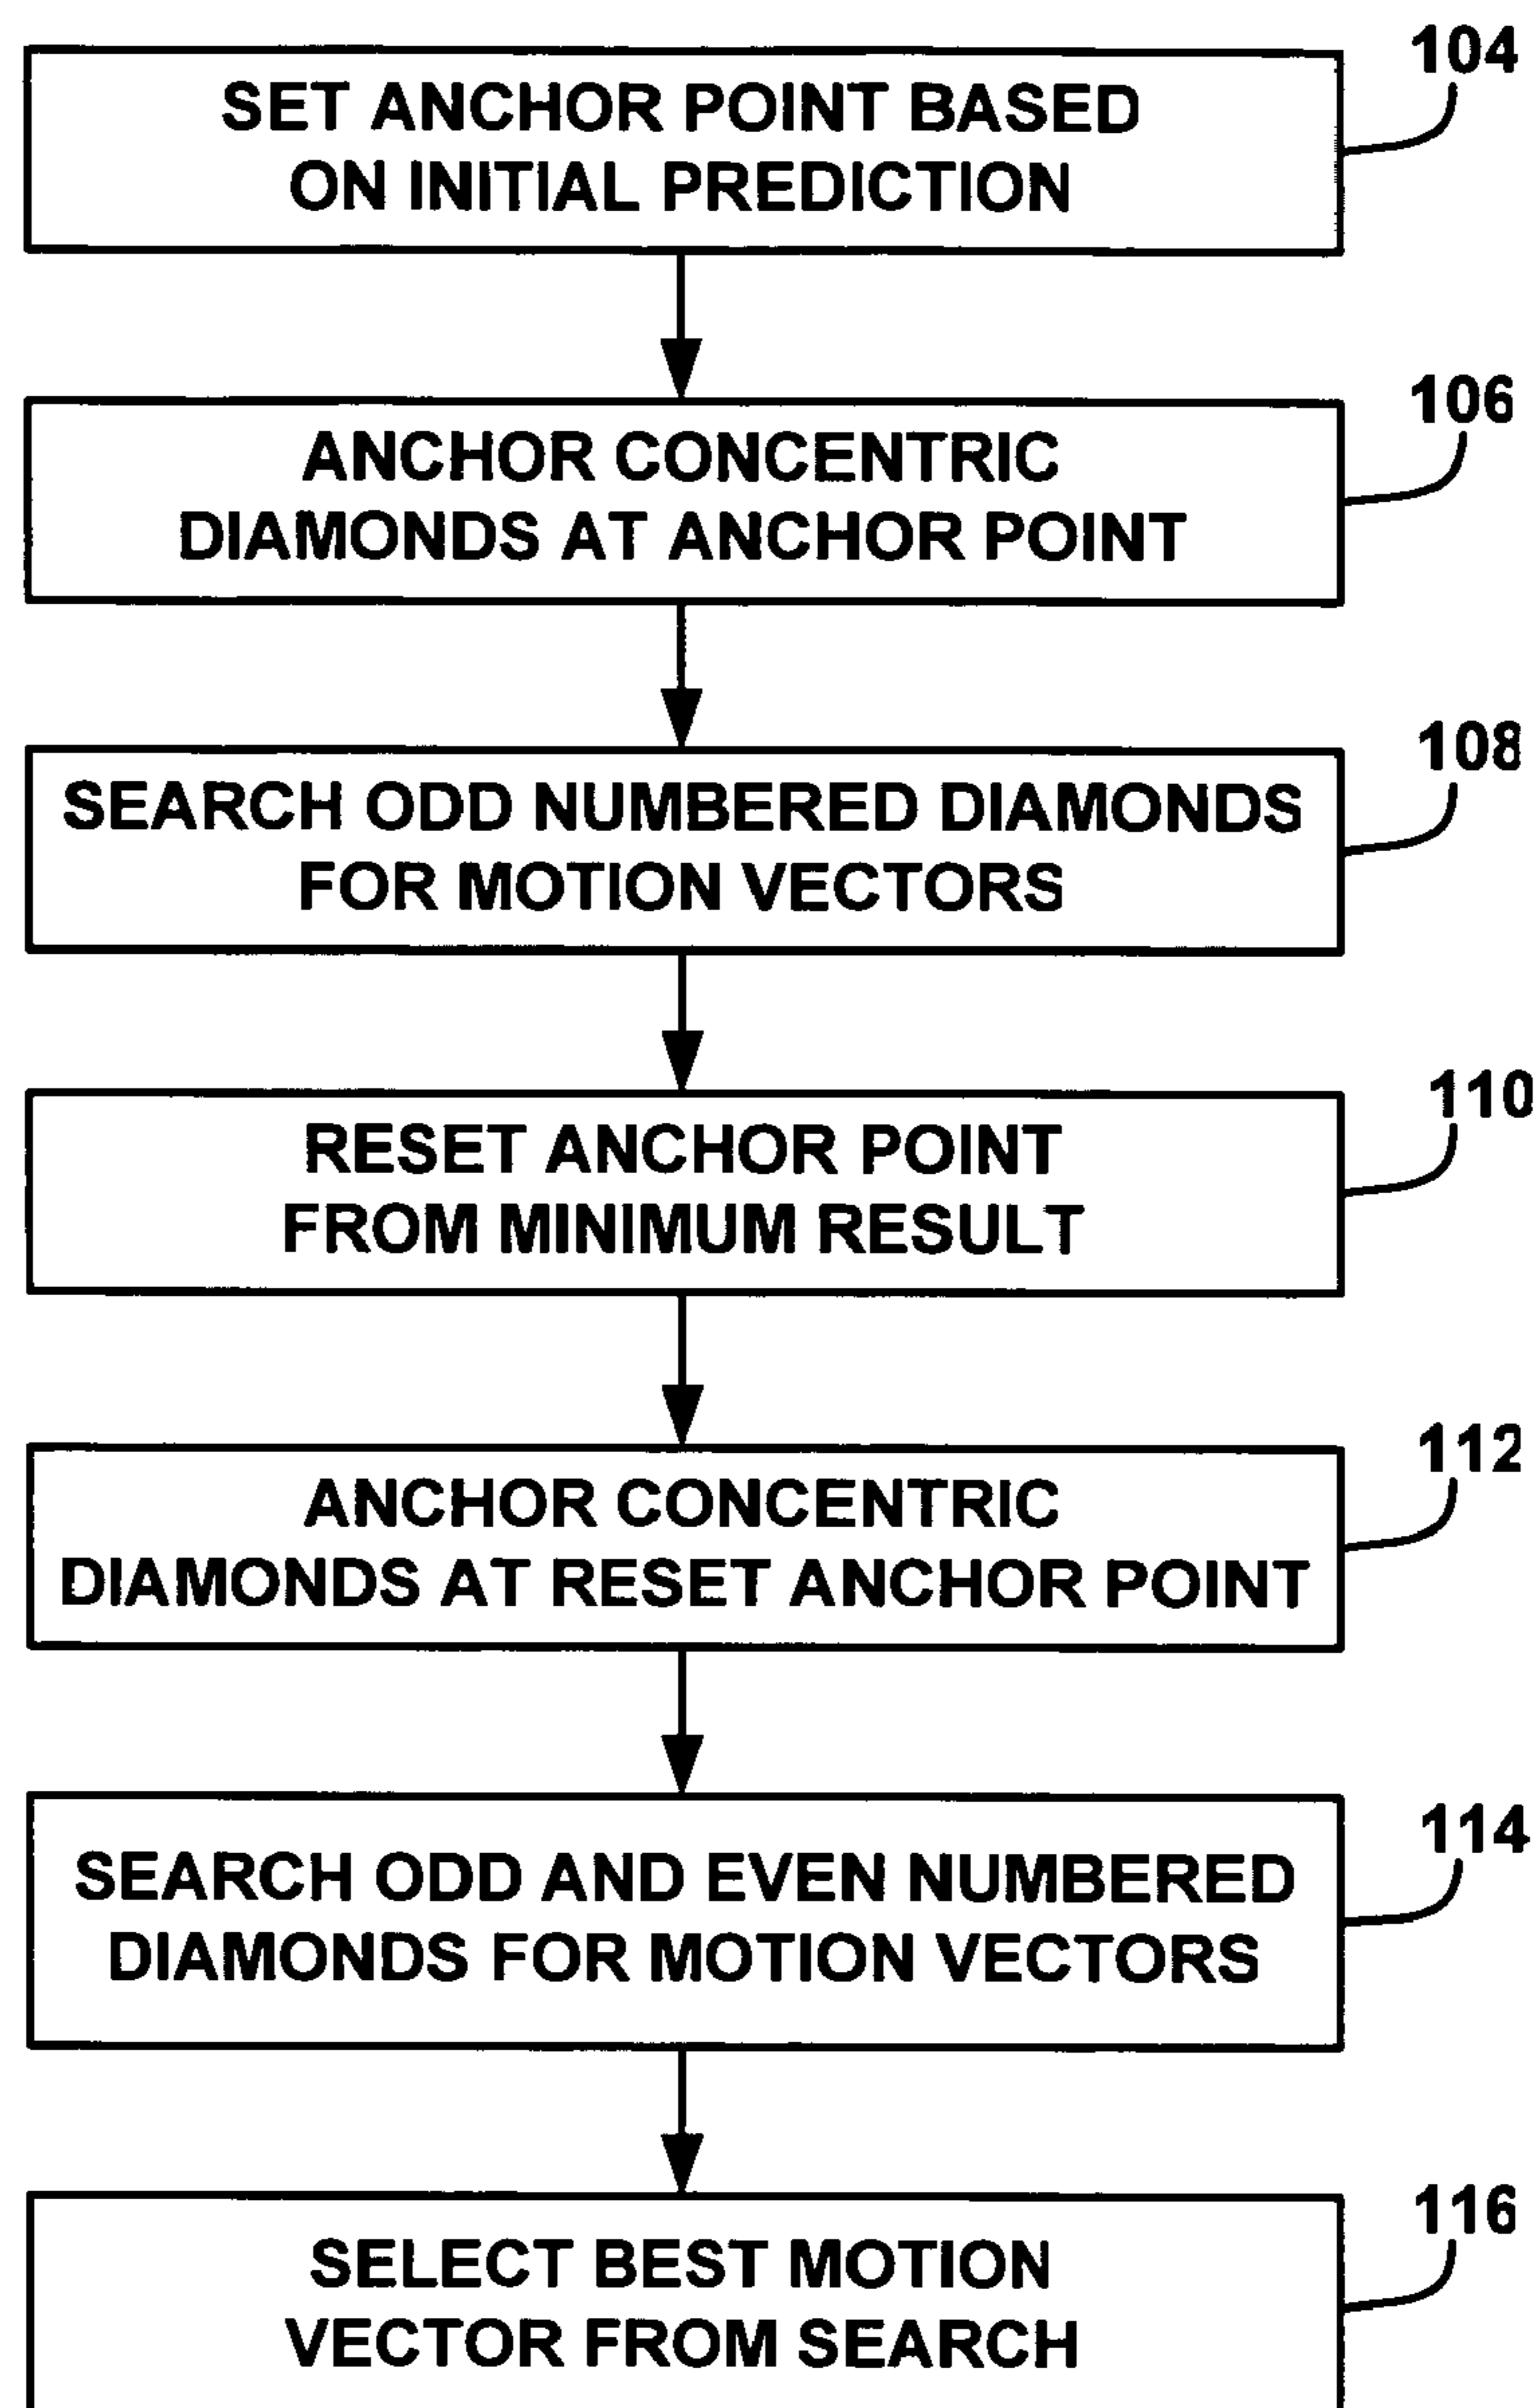 104
SET ANCHOR POINT BASED
ON INITIAL PREDICTION
106
ANCHOR CONCENTRIC
DIAMONDS AT ANCHOR POINT
108
SEARCH ODD NUMBERED DIAMONDS
FOR MOTION VECTORS
110
RESET ANCHOR POINT
FROM MINIMUM RESULT
112
ANCHOR CONCENTRIC
DIAMONDS AT RESET ANCHOR POINT
114
SEARCH ODD AND EVEN NUMBERED
DIAMONDS FOR MOTION VECTORS
116
SELECT BEST MOTION
VECTOR FROM SEARCH